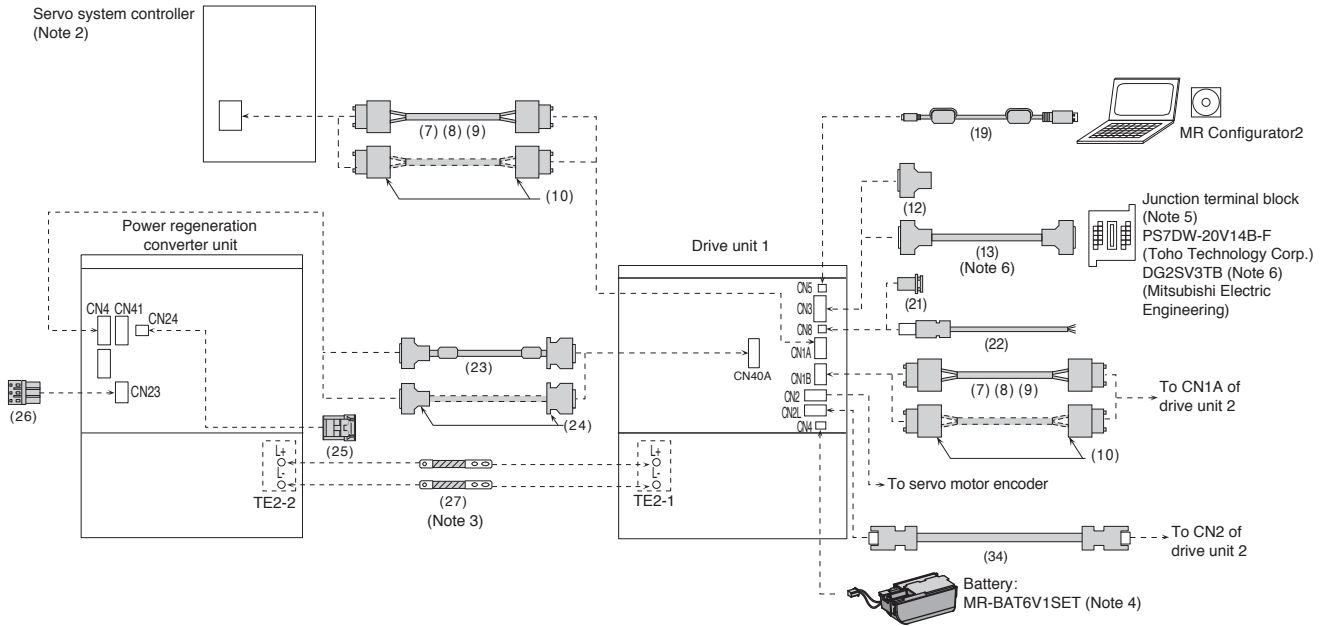 Servo system controller
(Note 2)
(7) (8) (9)
(10)
(19)
MR Configurator2
(12)
(13)
(Note 6)
Junction terminal block
(Note 5)
PS7DW-20V14B-F
(Toho Technology Corp.)
DG2SV3TB (Note 6)
(Mitsubishi Electric
Engineering)
Power regeneration
converter unit
Drive unit 1
CN5
CN3
CN8
CN1A
CN1B
CN2
CN2L
CN4
CN40A
(21)
(22)
CN4 CN41
CN24
CN23
(26)
(23)
(24)
(25)
(7) (8) (9)
(10)
To CN1A of
drive unit 2
L+
L-
TE2-2
(27)
(Note 3)
L+
L-
TE2-1
To servo motor encoder
(34)
To CN2 of
drive unit 2
Battery:
MR-BAT6V1SET (Note 4)